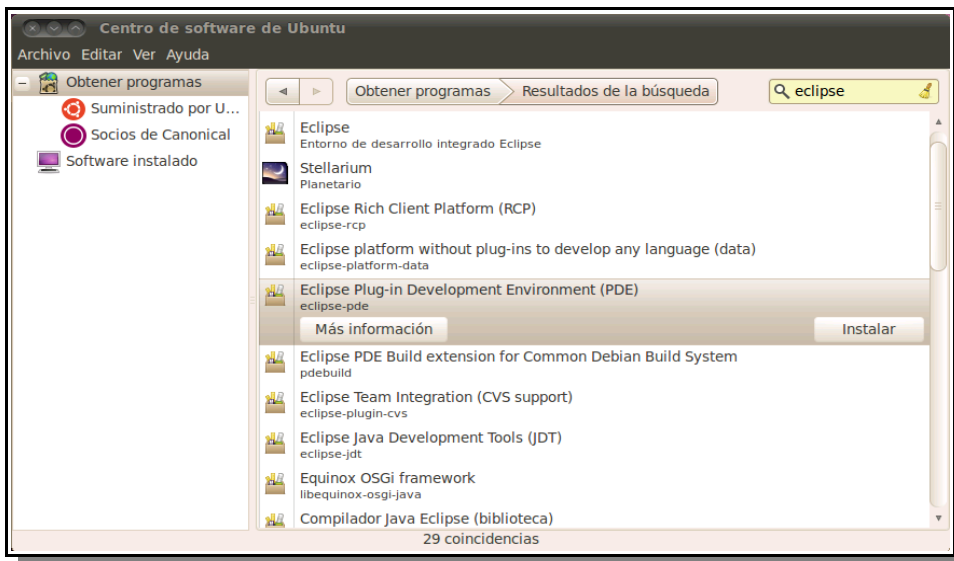 Centro de software de Ubuntu
Archivo Editar Ver Ayuda
Obtener programas
Suministrado por U...
Socios de Canonical
Software instalado
Obtener programas Resultados de la búsqueda eclipse
Eclipse
Entorno de desarrollo integrado Eclipse
Stellarium
Planetario
Eclipse Rich Client Platform (RCP)
eclipse-rcp
Eclipse platform without plug-ins to develop any language (data)
eclipse-platform-data
Eclipse Plug-in Development Environment (PDE)
eclipse-pde
Más información Instalar
Eclipse PDE Build extension for Common Debian Build System
pdebuild
Eclipse Team Integration (CVS support)
eclipse-plugin-cvs
Eclipse Java Development Tools (JDT)
eclipse-jdt
Equinox OSGi framework
libequinox-osgi-java
Compilador Java Eclipse (biblioteca)
29 coincidencias